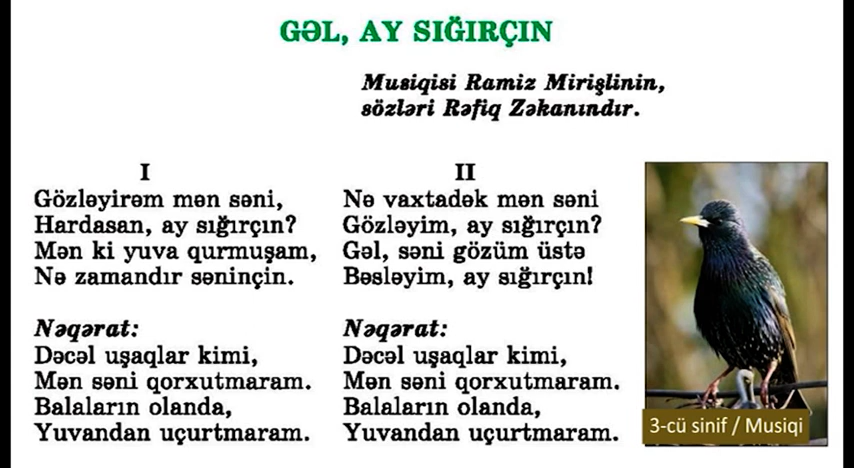 GƏL, AY SIĞIRÇIN
Musiqisi Ramiz Mirişlinin,
sözləri Rəfiq Zəkanındır.
I
Gözləyirəm mən səni,
Hardasan, ay sığırçın?
Mən ki yuva qurmuşam,
Nə zamandır səninçin.
Nəqərat:
Dəcəl uşaqlar kimi,
Mən səni qorxutmaram.
Balaların olanda,
Yuvandan uçurtmaram.
II
Nə vaxtadək mən səni
Gözləyim, ay sığırçın?
Gəl, səni gözüm üstə
Bəsləyim, ay sığırçın!
Nəqərat:
Dəcəl uşaqlar kimi,
Mən səni qorxutmaram.
Balaların olanda,
Yuvandan uçurtmaram.
3-cü sinif / Musiqi